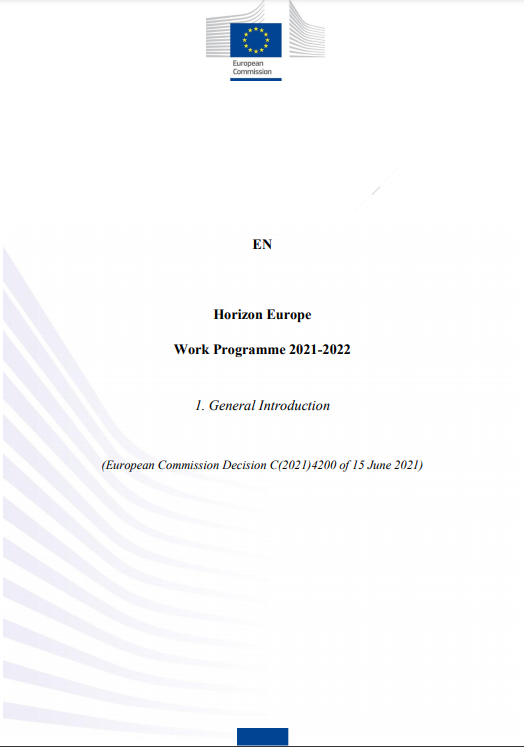 European
Commission
EN
Horizon Europe
Work Programme 2021-2022
1. General Introduction
(European Commission Decision C(2021)4200 of 15 June 2021)